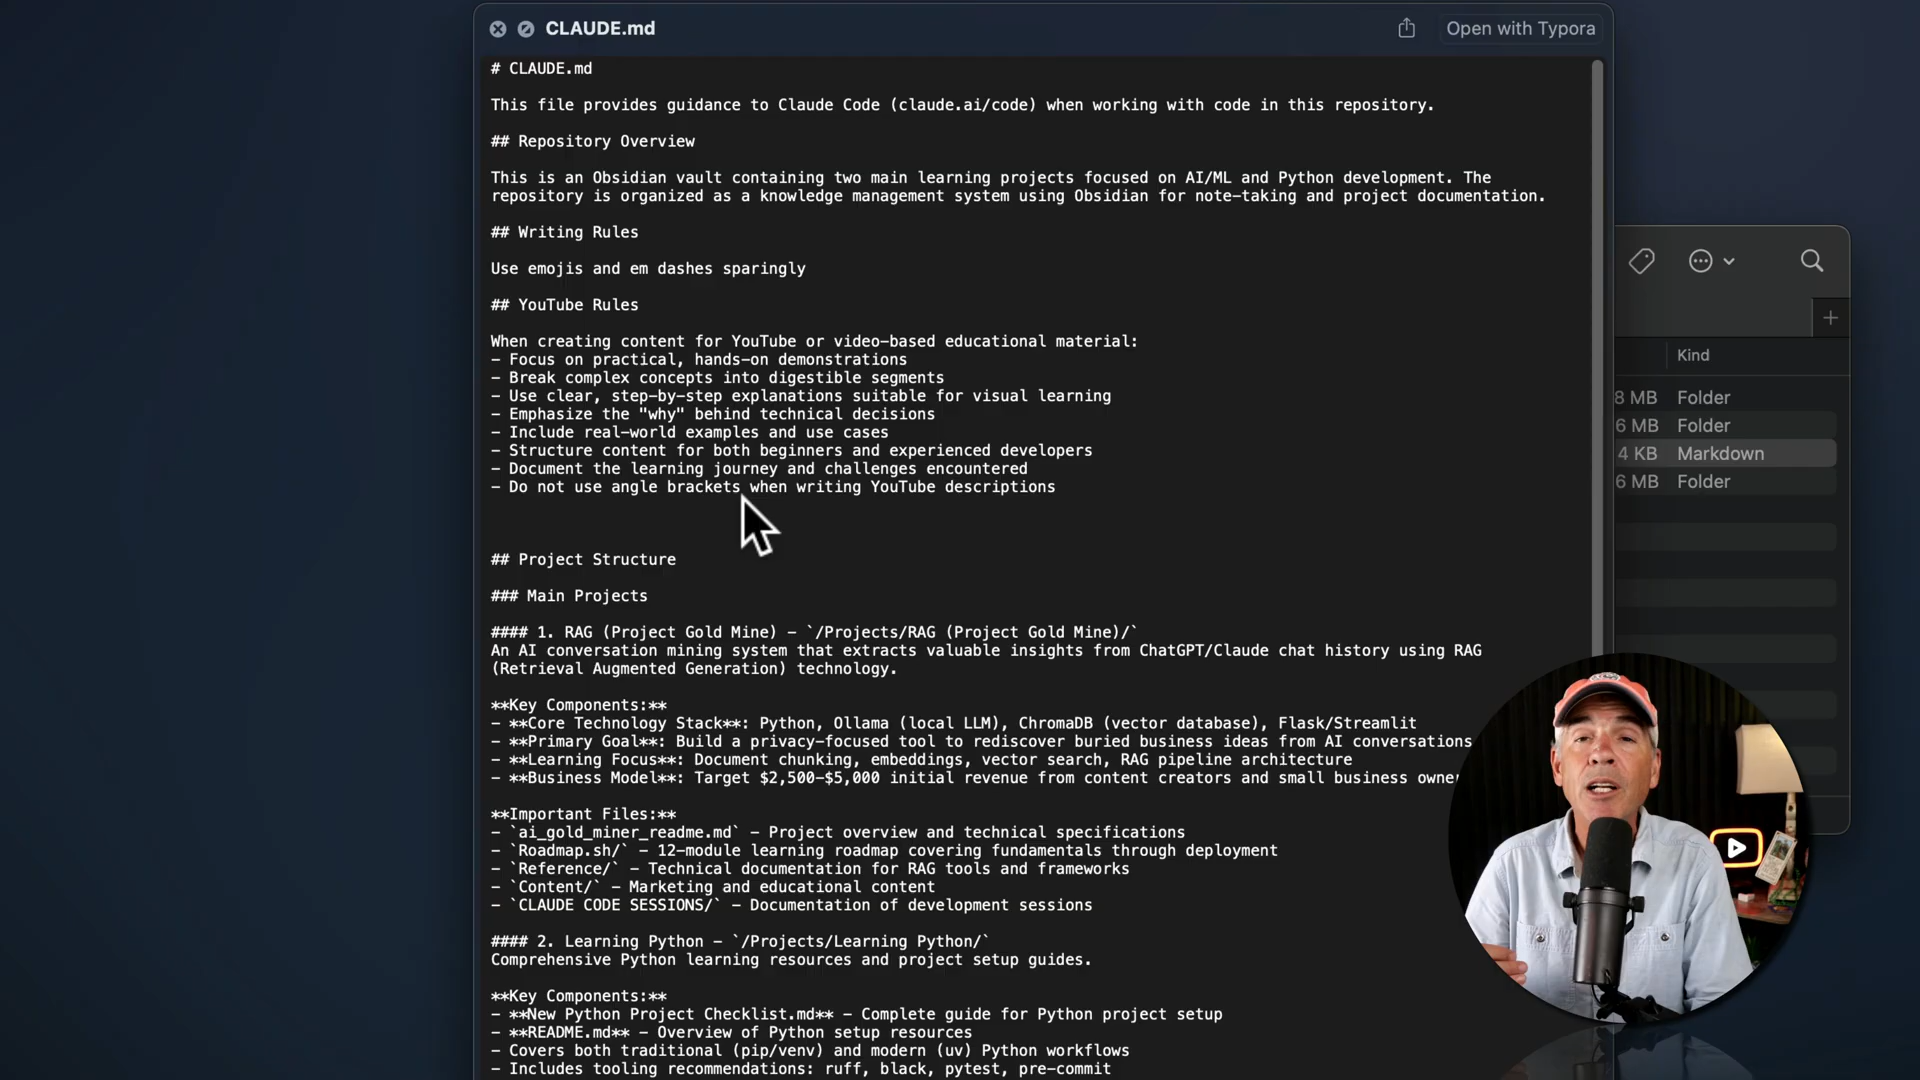 CLAUDE.md
Open with Typora
# CLAUDE.md
This file provides guidance to Claude Code (claude.ai/code) when working with code in this repository.
## Repository Overview
This is an Obsidian vault containing two main learning projects focused on AI/ML and Python development. The
repository is organized as a knowledge management system using Obsidian for note-taking and project documentation.
## Writing Rules
Use emojis and em dashes sparingly
## YouTube Rules
When creating content for YouTube or video-based educational material:
- Focus on practical, hands-on demonstrations
- Break complex concepts into digestible segments
- Use clear, step-by-step explanations suitable for visual learning
- Emphasize the "why" behind technical decisions
- Include real-world examples and use cases
- Structure content for both beginners and experienced developers
- Document the learning journey and challenges encountered
- Do not use angle brackets when writing YouTube descriptions
## Project Structure
### Main Projects
#### 1. RAG (Project Gold Mine) - `/Projects/RAG (Project Gold Mine)/`
An AI conversation mining system that extracts valuable insights from ChatGPT/Claude chat history using RAG
(Retrieval Augmented Generation) technology.
**Key Components:**
- **Core Technology Stack**: Python, Ollama (local LLM), ChromaDB (vector database), Flask/Streamlit
- **Primary Goal**: Build a privacy-focused tool to rediscover buried business ideas from AI conversations
- **Learning Focus**: Document chunking, embeddings, vector search, RAG pipeline architecture
- **Business Model**: Target $2,500-$5,000 initial revenue from content creators and small business
**Important Files:**
- `ai_gold_miner_readme.md` - Project overview and technical specifications
- `Roadmap.sh/` - 12-module learning roadmap covering fundamentals through deployment
- `Reference/` - Technical documentation for RAG tools and frameworks
- `Content/` - Marketing and educational content
- `CLAUDE CODE SESSIONS/` - Documentation of development sessions
#### 2. Learning Python - `/Projects/Learning Python/`
Comprehensive Python learning resources and project setup guides.
**Key Components:**
- **New Python Project Checklist.md** - Complete guide for Python project setup
- **README.md** - Overview of Python setup resources
- Covers both traditional (pip/venv) and modern (uv) Python workflows
- Includes tooling recommendations: ruff, black, pytest, pre-commit
Kind
8 MB Folder
6 MB Folder
4 KB Markdown
6 MB Folder